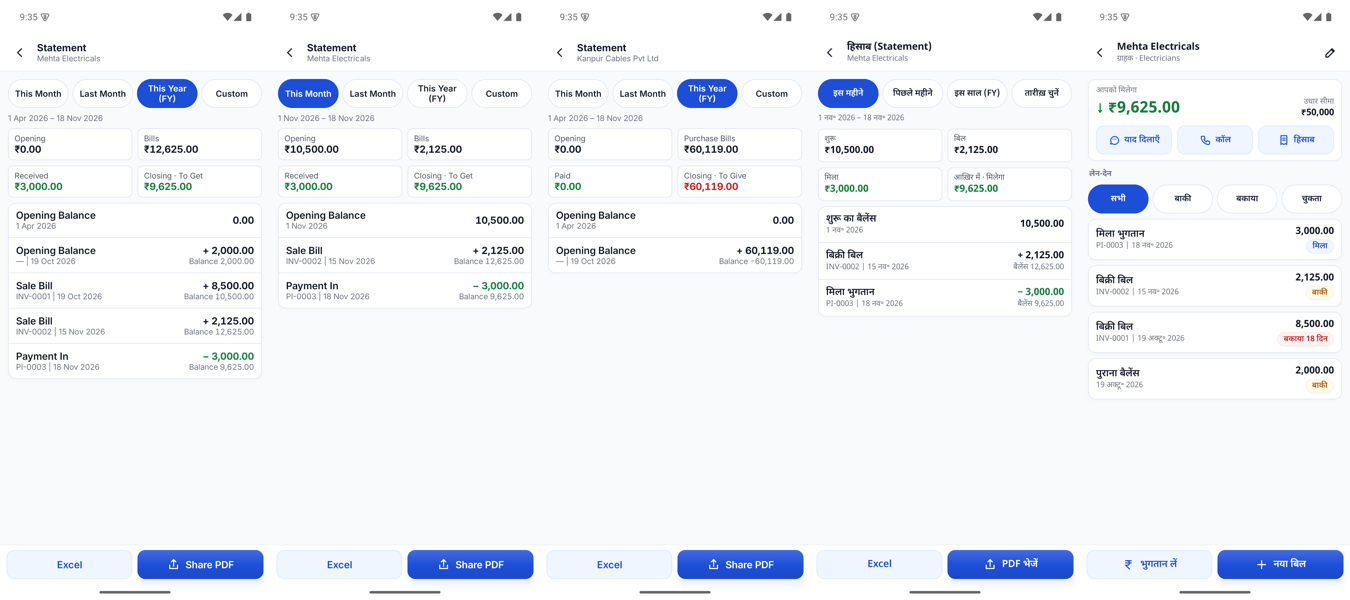 9:35
Statement
Mehta Electricals
This Month
Last Month
This Year
(FY)
Custom
1 Apr 2026 – 18 Nov 2026
Opening
₹0.00
Bills
₹12,625.00
Received
₹3,000.00
Closing · To Get
₹9,625.00
Opening Balance
1 Apr 2026
0.00
Opening Balance
— | 19 Oct 2026
+ 2,000.00
Balance 2,000.00
Sale Bill
INV-0001 | 19 Oct 2026
+ 8,500.00
Balance 10,500.00
Sale Bill
INV-0002 | 15 Nov 2026
+ 2,125.00
Balance 12,625.00
Payment In
PI-0003 | 18 Nov 2026
− 3,000.00
Balance 9,625.00
Excel
Share PDF
9:35
Statement
Mehta Electricals
This Month
Last Month
This Year
(FY)
Custom
1 Nov 2026 – 18 Nov 2026
Opening
₹10,500.00
Bills
₹2,125.00
Received
₹3,000.00
Closing · To Get
₹9,625.00
Opening Balance
1 Nov 2026
10,500.00
Sale Bill
INV-0002 | 15 Nov 2026
+ 2,125.00
Balance 12,625.00
Payment In
PI-0003 | 18 Nov 2026
− 3,000.00
Balance 9,625.00
Excel
Share PDF
9:35
Statement
Kanpur Cables Pvt Ltd
This Month
Last Month
This Year
(FY)
Custom
1 Apr 2026 – 18 Nov 2026
Opening
₹0.00
Purchase Bills
₹60,119.00
Paid
₹0.00
Closing · To Give
₹60,119.00
Opening Balance
1 Apr 2026
0.00
Opening Balance
— | 19 Oct 2026
+ 60,119.00
Balance −60,119.00
Excel
Share PDF
9:35
हिसाब (Statement)
Mehta Electricals
इस महीने
पिछले महीने
इस साल (FY)
तारीख़ चुनें
1 नव॰ 2026 – 18 नव॰ 2026
शुरू
₹10,500.00
बिल
₹2,125.00
मिला
₹3,000.00
आख़िर में · मिलेगा
₹9,625.00
शुरू का बैलेंस
1 नव॰ 2026
10,500.00
बिक्री बिल
INV-0002 | 15 नव॰ 2026
+ 2,125.00
बैलेंस 12,625.00
मिला भुगतान
PI-0003 | 18 नव॰ 2026
− 3,000.00
बैलेंस 9,625.00
Excel
PDF भेजें
9:35
Mehta Electricals
ग्राहक · Electricians
आपको मिलेगा
↓ ₹9,625.00
उधार सीमा
₹50,000
याद दिलाएँ
कॉल
हिसाब
लेन-देन
सभी
बाकी
बकाया
चुकता
मिला भुगतान
PI-0003 | 18 नव॰ 2026
3,000.00
मिला
बिक्री बिल
INV-0002 | 15 नव॰ 2026
2,125.00
बाकी
बिक्री बिल
INV-0001 | 19 अक्टू॰ 2026
8,500.00
बकाया 18 दिन
पुराना बैलेंस
19 अक्टू॰ 2026
2,000.00
बाकी
₹ भुगतान लें
+ नया बिल